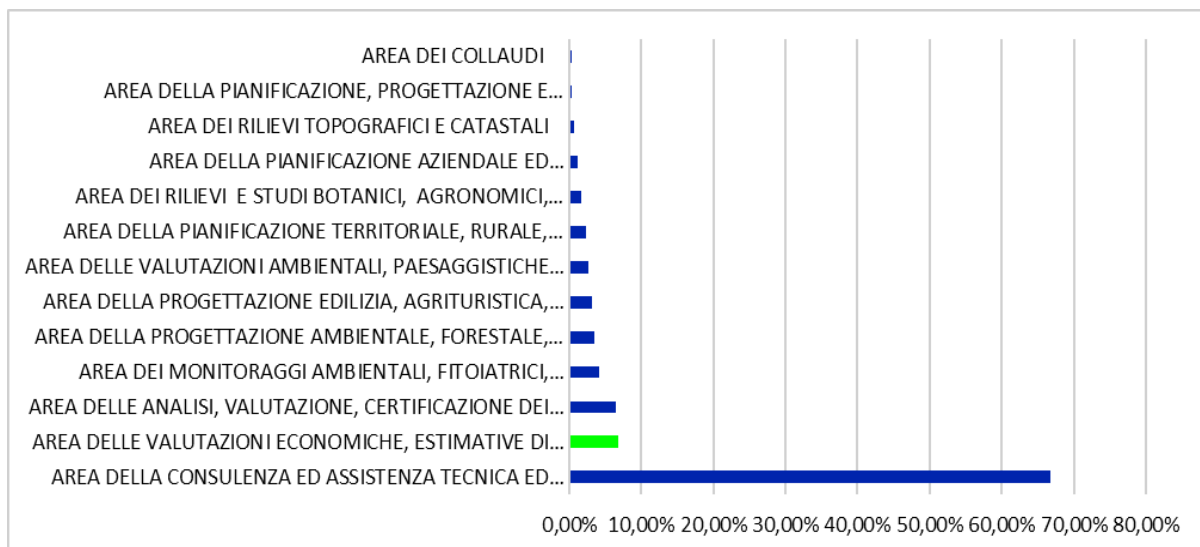 AREA DEI COLLAUDI
AREA DELLA PIANIFICAZIONE, PROGETTAZIONE E...
AREA DEI RILIEVI TOPOGRAFICI E CATASTALI
AREA DELLA PIANIFICAZIONE AZIENDALE ED...
AREA DEI RILIEVI E STUDI BOTANICI, AGRONOMICI,...
AREA DELLA PIANIFICAZIONE TERRITORIALE, RURALE,...
AREA DELLE VALUTAZIONI AMBIENTALI, PAESAGGISTICHE...
AREA DELLA PROGETTAZIONE EDILIZIA, AGRITURISTICA,...
AREA DELLA PROGETTAZIONE AMBIENTALE, FORESTALE,...
AREA DEI MONITORAGGI AMBIENTALI, FITOIATRICI,...
AREA DELLE ANALISI, VALUTAZIONE, CERTIFICAZIONE DEI...
AREA DELLE VALUTAZIONI ECONOMICHE, ESTIMATIVE DI...
AREA DELLA CONSULENZA ED ASSISTENZA TECNICA ED...
0,00% 10,00% 20,00% 30,00% 40,00% 50,00% 60,00% 70,00% 80,00%